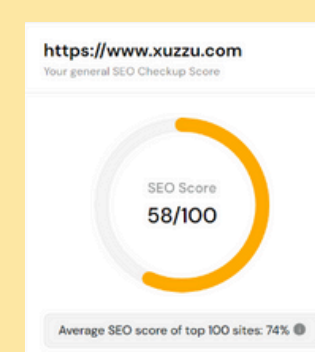 https://www.xuzzu.com
Your general SEO Checkup Score
SEO Score
58/100
Average SEO score of top 100 sites: 74%